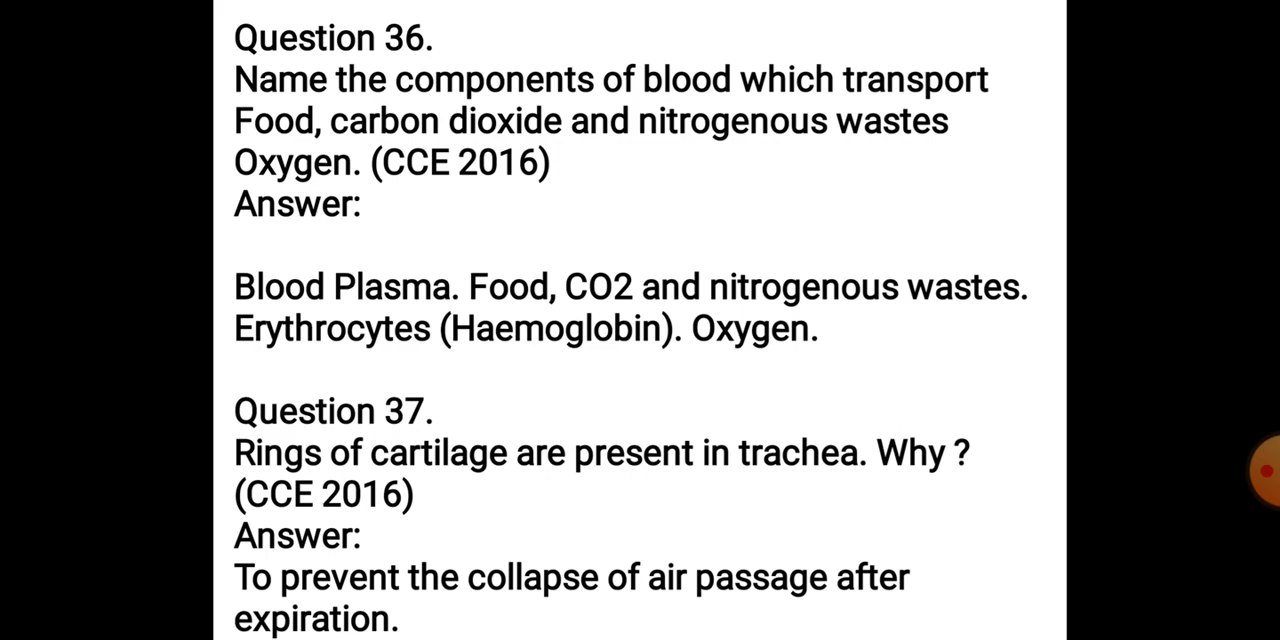 Question 36.
Name the components of blood which transport
Food, carbon dioxide and nitrogenous wastes
Oxygen. (CCE 2016)
Answer:
Blood Plasma. Food, CO2 and nitrogenous wastes.
Erythrocytes (Haemoglobin). Oxygen.
Question 37.
Rings of cartilage are present in trachea. Why ?
(CCE 2016)
Answer:
To prevent the collapse of air passage after
expiration.